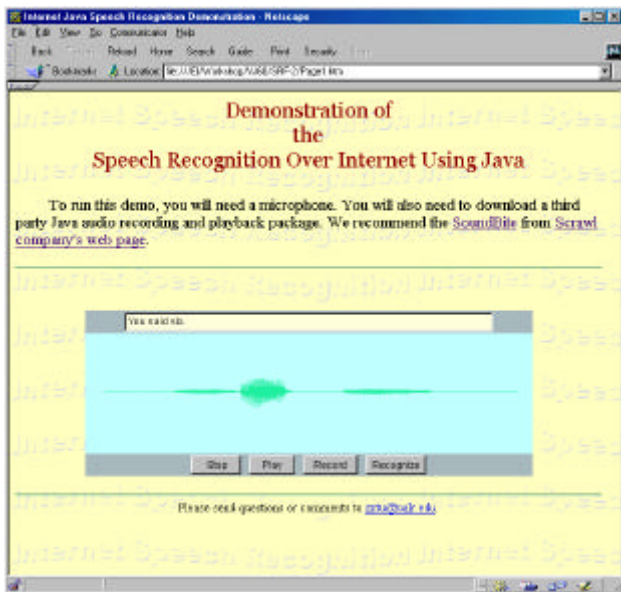 Internet Java Speech Recognition Demonstration - Netscape
File Edit View Go Communicator Help
Back Reload Home Search Guide Print Security
Bookmarks Location:
Demonstration of
the
Speech Recognition Over Internet Using Java
To run this demo, you will need a microphone. You will also need to download a third
party Java audio recording and playback package. We recommend the SoundBite from Scrawl
company's web page.
You said six.
Stop Play Record Recognize
Please send questions or comments to
Internet Speech Recognition